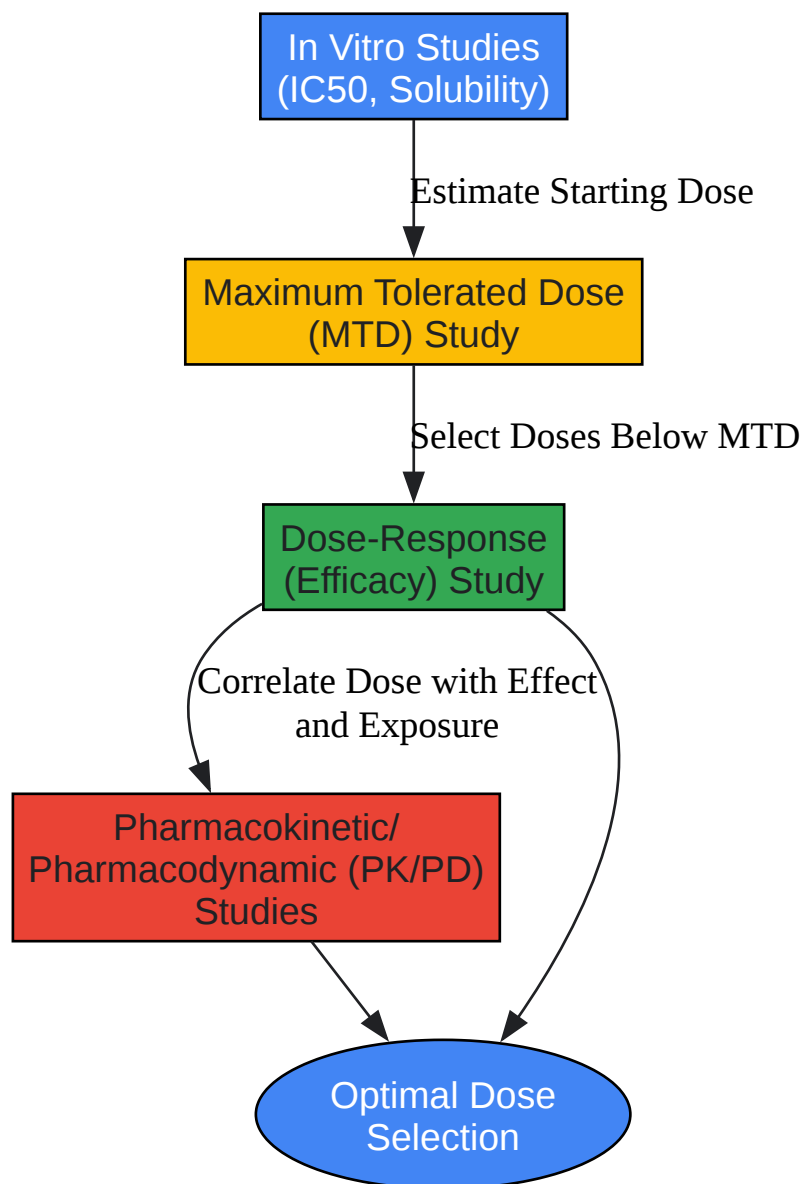 In Vitro Studies
(IC50, Solubility)
Estimate Starting Dose
Maximum Tolerated Dose
(MTD) Study
Select Doses Below MTD
Dose-Response
(Efficacy) Study
Correlate Dose with Effect
and Exposure
Pharmacokinetic/
Pharmacodynamic (PK/PD)
Studies
Optimal Dose
Selection